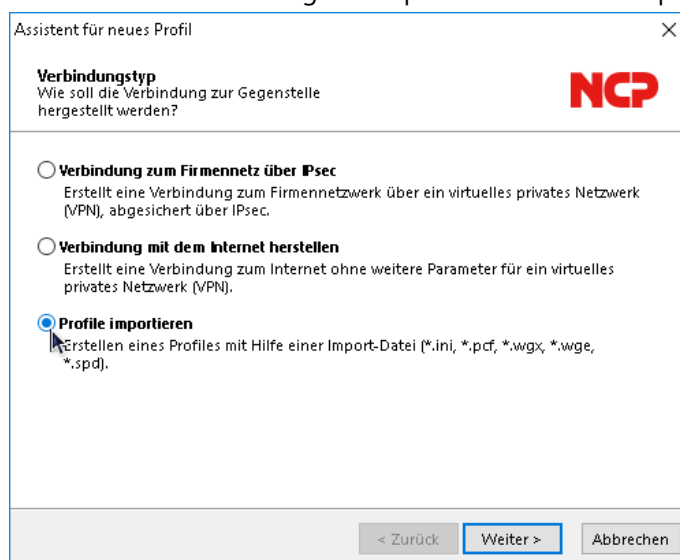 Assistent für neues Profil
Verbindungstyp
Wie soll die Verbindung zur Gegenstelle
hergestellt werden?
NCP
Verbindung zum Firmennetz über IPsec
Erstellt eine Verbindung zum Firmennetzwerk über ein virtuelles privates Netzwerk
(VPN), abgesichert über IPsec.
Verbindung mit dem Internet herstellen
Erstellt eine Verbindung zum Internet ohne weitere Parameter für ein virtuelles
privates Netzwerk (VPN).
Profile importieren
Erstellen eines Profiles mit Hilfe einer Import-Datei (*.ini, *.pcf, *.wgx, *.wge,
*.spd).
< Zurück
Weiter >
Abbrechen